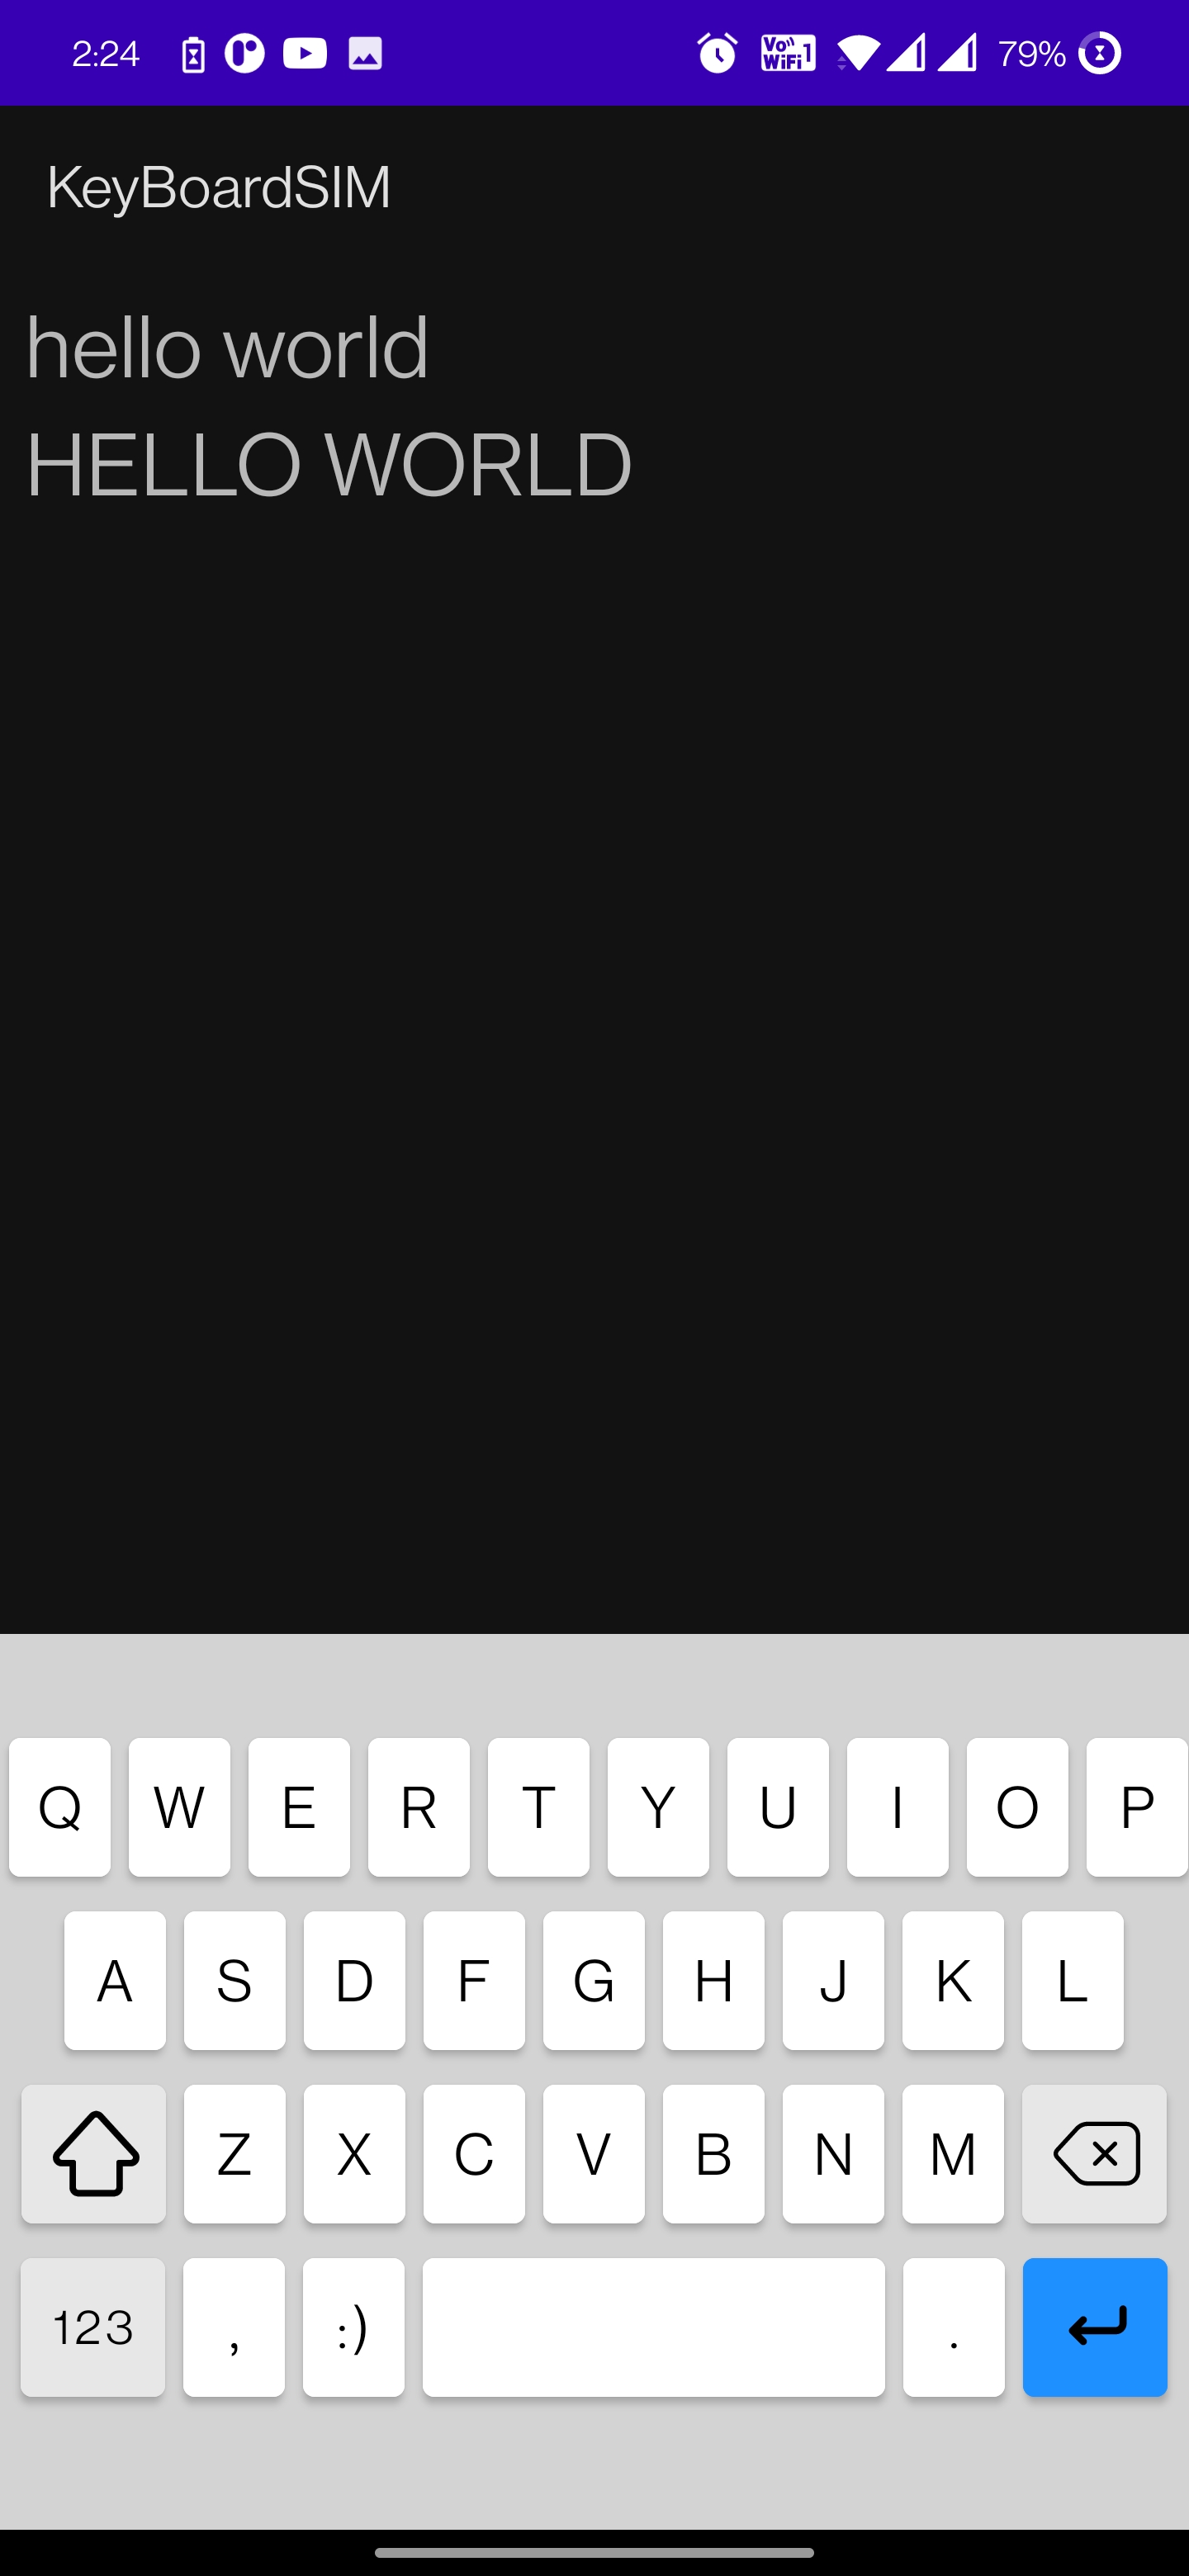 2:24 Vo WiFi 1 79%
KeyBoardSIM
hello world
HELLO WORLD
Q W E R T Y U I O P
A S D F G H J K L
Z X C V B N M
123 , :) .